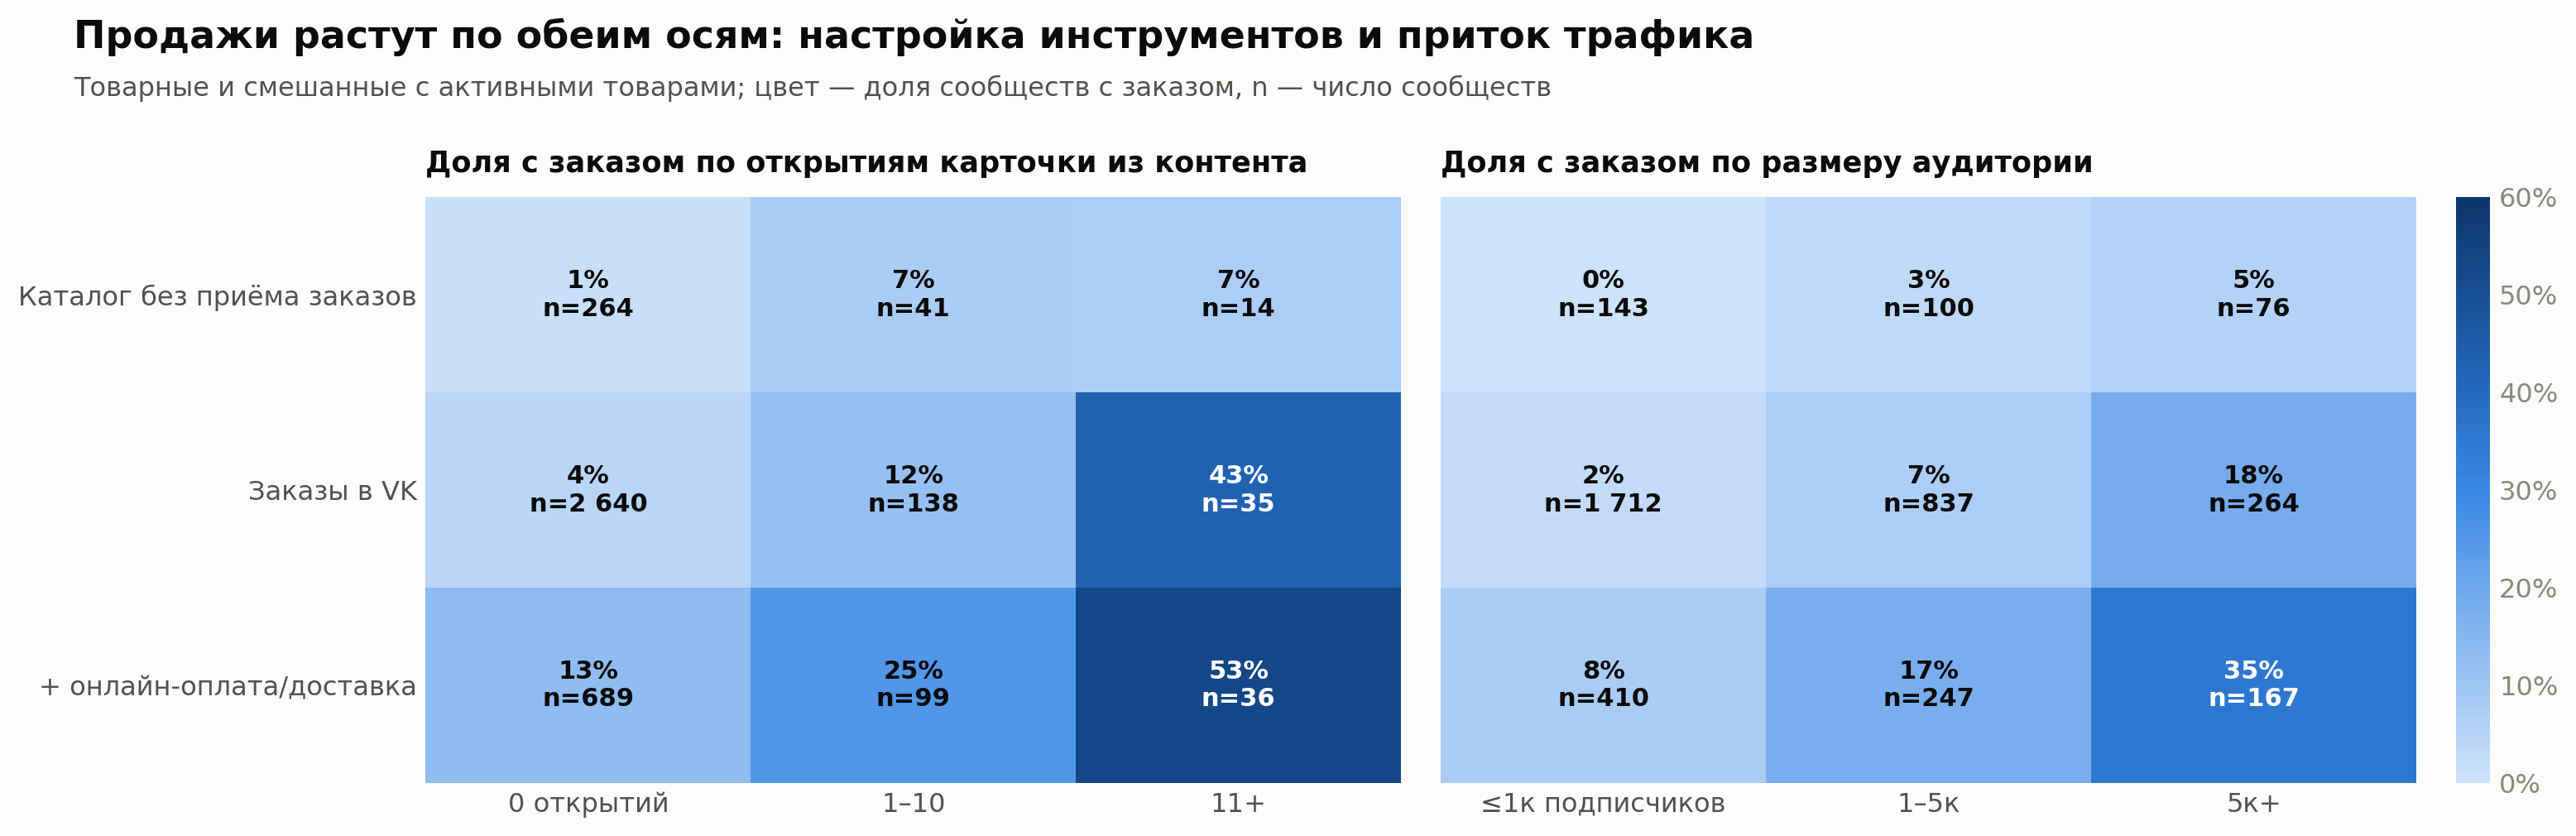 Продажи растут по обеим осям: настройка инструментов и приток трафика
Товарные и смешанные с активными товарами; цвет — доля сообществ с заказом, n — число сообществ
Доля с заказом по открытиям карточки из контента
Каталог без приёма заказов
1%
n=264
7%
n=41
7%
n=14
Заказы в VK
4%
n=2 640
12%
n=138
43%
n=35
+ онлайн-оплата/доставка
13%
n=689
25%
n=99
53%
n=36
0 открытий
1–10
11+
Доля с заказом по размеру аудитории
0%
n=143
3%
n=100
5%
n=76
2%
n=1 712
7%
n=837
18%
n=264
8%
n=410
17%
n=247
35%
n=167
≤1к подписчиков
1–5к
5к+
60%
50%
40%
30%
20%
10%
0%